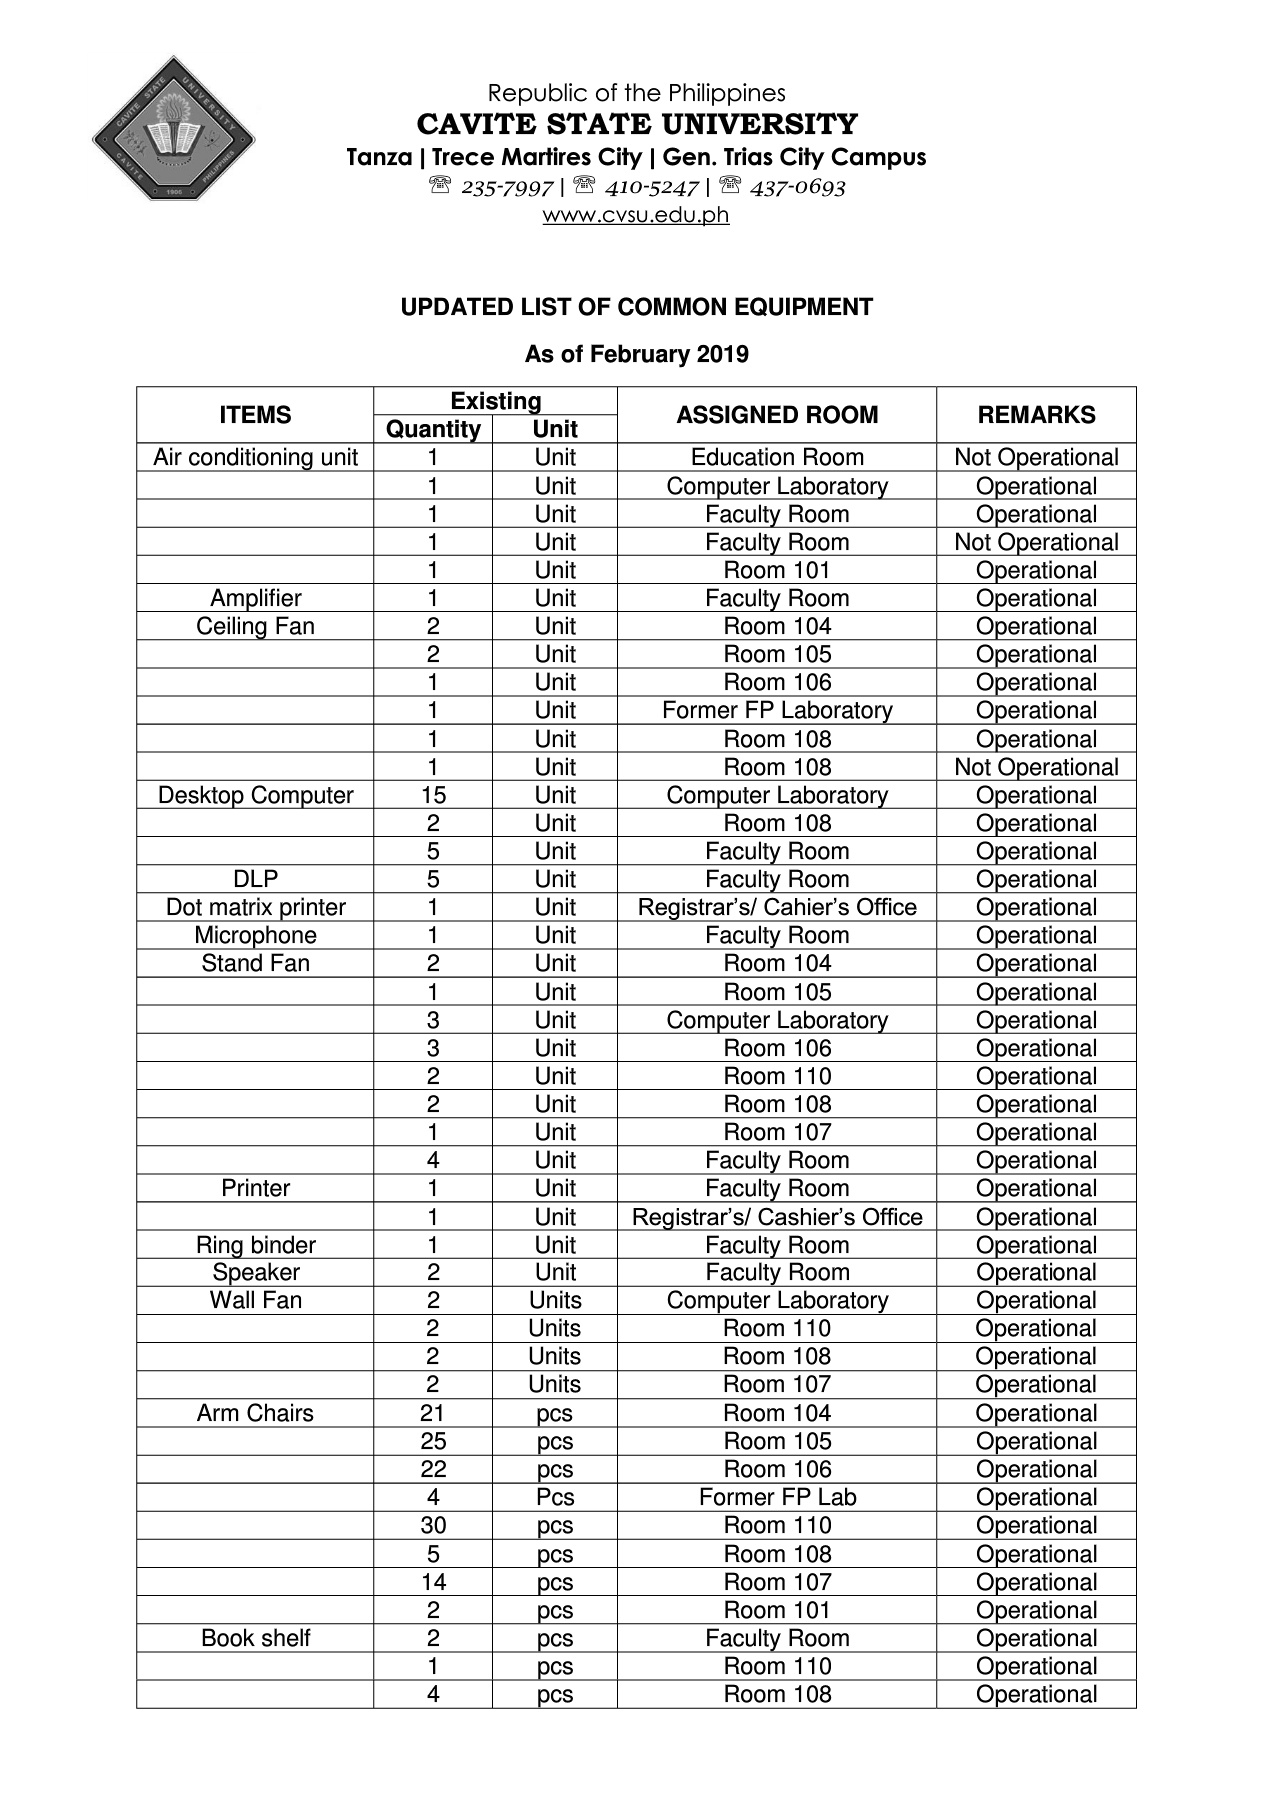 CAVITE STATE UNIVERSITY
CAVITE PHILIPPINES
1906
Republic of the Philippines
CAVITE STATE UNIVERSITY
Tanza | Trece Martires City | Gen. Trias City Campus
☏ 235-7997 | ☏ 410-5247 | ☏ 437-0693
www.cvsu.edu.ph
UPDATED LIST OF COMMON EQUIPMENT
As of February 2019
ITEMS Existing ASSIGNED ROOM REMARKS
Quantity Unit
Air conditioning unit 1 Unit Education Room Not Operational
1 Unit Computer Laboratory Operational
1 Unit Faculty Room Operational
1 Unit Faculty Room Not Operational
1 Unit Room 101 Operational
Amplifier 1 Unit Faculty Room Operational
Ceiling Fan 2 Unit Room 104 Operational
2 Unit Room 105 Operational
1 Unit Room 106 Operational
1 Unit Former FP Laboratory Operational
1 Unit Room 108 Operational
1 Unit Room 108 Not Operational
Desktop Computer 15 Unit Computer Laboratory Operational
2 Unit Room 108 Operational
5 Unit Faculty Room Operational
DLP 5 Unit Faculty Room Operational
Dot matrix printer 1 Unit Registrar’s/ Cahier’s Office Operational
Microphone 1 Unit Faculty Room Operational
Stand Fan 2 Unit Room 104 Operational
1 Unit Room 105 Operational
3 Unit Computer Laboratory Operational
3 Unit Room 106 Operational
2 Unit Room 110 Operational
2 Unit Room 108 Operational
1 Unit Room 107 Operational
4 Unit Faculty Room Operational
Printer 1 Unit Faculty Room Operational
1 Unit Registrar’s/ Cashier’s Office Operational
Ring binder 1 Unit Faculty Room Operational
Speaker 2 Unit Faculty Room Operational
Wall Fan 2 Units Computer Laboratory Operational
2 Units Room 110 Operational
2 Units Room 108 Operational
2 Units Room 107 Operational
Arm Chairs 21 pcs Room 104 Operational
25 pcs Room 105 Operational
22 pcs Room 106 Operational
4 Pcs Former FP Lab Operational
30 pcs Room 110 Operational
5 pcs Room 108 Operational
14 pcs Room 107 Operational
2 pcs Room 101 Operational
Book shelf 2 pcs Faculty Room Operational
1 pcs Room 110 Operational
4 pcs Room 108 Operational